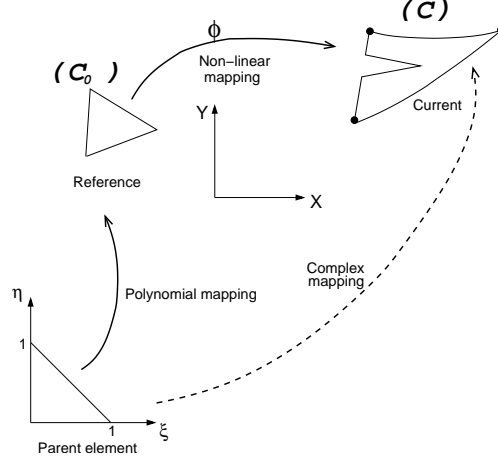 (C)
ϕ
Non-linear
mapping
(C₀ )
Current
Y
Reference
X
Complex
mapping
Polynomial mapping
η
1
1
ξ
Parent element